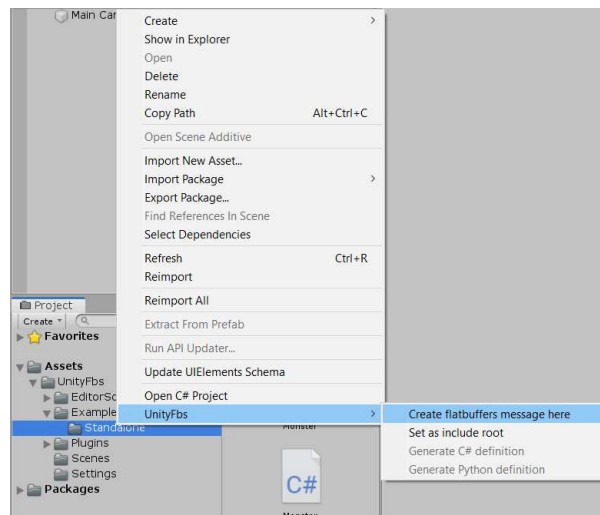 Main Car
Create
Show in Explorer
Open
Delete
Rename
Copy Path Alt+Ctrl+C
Open Scene Additive
Import New Asset...
Import Package
Export Package...
Find References In Scene
Select Dependencies
Refresh Ctrl+R
Reimport
Reimport All
Extract From Prefab
Run API Updater...
Update UIElements Schema
Open C# Project
UnityFbs
Create flatbuffers message here
Set as include root
Generate C# definition
Generate Python definition
Project
Create
Favorites
Assets
UnityFbs
EditorSc
Example
Standalone
Plugins
Scenes
Settings
Packages
Monster
C#